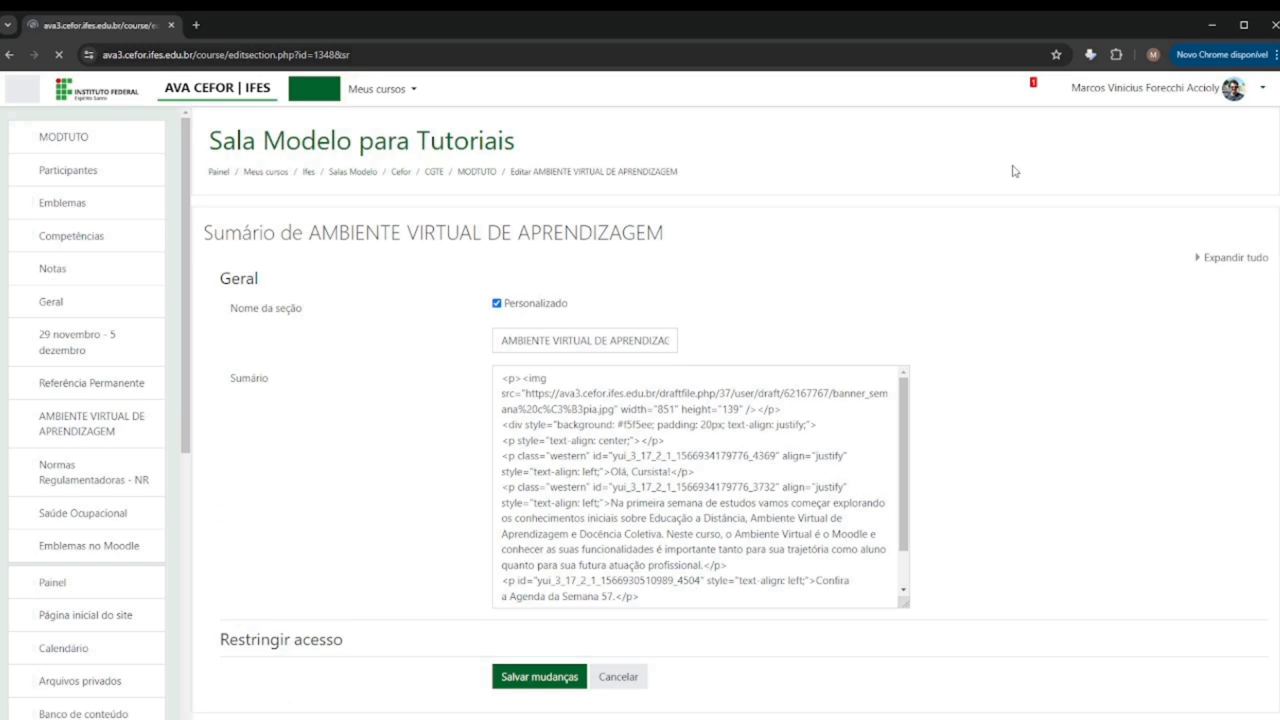 ava3.cefor.ifes.edu.br/course/e
ava3.cefor.ifes.edu.br/course/editsection.php?id=1348&sr
M
Novo Chrome disponível
INSTITUTO FEDERAL
Espírito Santo
AVA CEFOR | IFES
Meus cursos
1
Marcos Vinicius Forecchi Accioly
MODTUTO
Participantes
Emblemas
Competências
Notas
Geral
29 novembro - 5
dezembro
Referência Permanente
AMBIENTE VIRTUAL DE
APRENDIZAGEM
Normas
Regulamentadoras - NR
Saúde Ocupacional
Emblemas no Moodle
Painel
Página inicial do site
Calendário
Arquivos privados
Banco de conteúdo
Sala Modelo para Tutoriais
Painel / Meus cursos / Ifes / Salas Modelo / Cefor / CGTE / MODTUTO / Editar AMBIENTE VIRTUAL DE APRENDIZAGEM
Sumário de AMBIENTE VIRTUAL DE APRENDIZAGEM
Expandir tudo
Geral
Nome da seção
Personalizado
AMBIENTE VIRTUAL DE APRENDIZAG
Sumário
<p><img
src="https://ava3.cefor.ifes.edu.br/draftfile.php/37/user/draft/62167767/banner_sem
ana%20c%C3%B3pia.jpg" width="851" height="139" /></p>
<div style="background: #f5f5ee; padding: 20px; text-align: justify;">
<p style="text-align: center;"></p>
<p class="western" id="yui_3_17_2_1_1566934179776_4369" align="justify"
style="text-align: left;">Olá, Cursista!</p>
<p class="western" id="yui_3_17_2_1_1566934179776_3732" align="justify"
style="text-align: left;">Na primeira semana de estudos vamos começar explorando
os conhecimentos iniciais sobre Educação a Distância, Ambiente Virtual de
Aprendizagem e Docência Coletiva. Neste curso, o Ambiente Virtual é o Moodle e
conhecer as suas funcionalidades é importante tanto para sua trajetória como aluno
quanto para sua futura atuação profissional.</p>
<p id="yui_3_17_2_1_1566930510989_4504" style="text-align: left;">Confira
a Agenda da Semana 57.</p>
Restringir acesso
Salvar mudanças
Cancelar